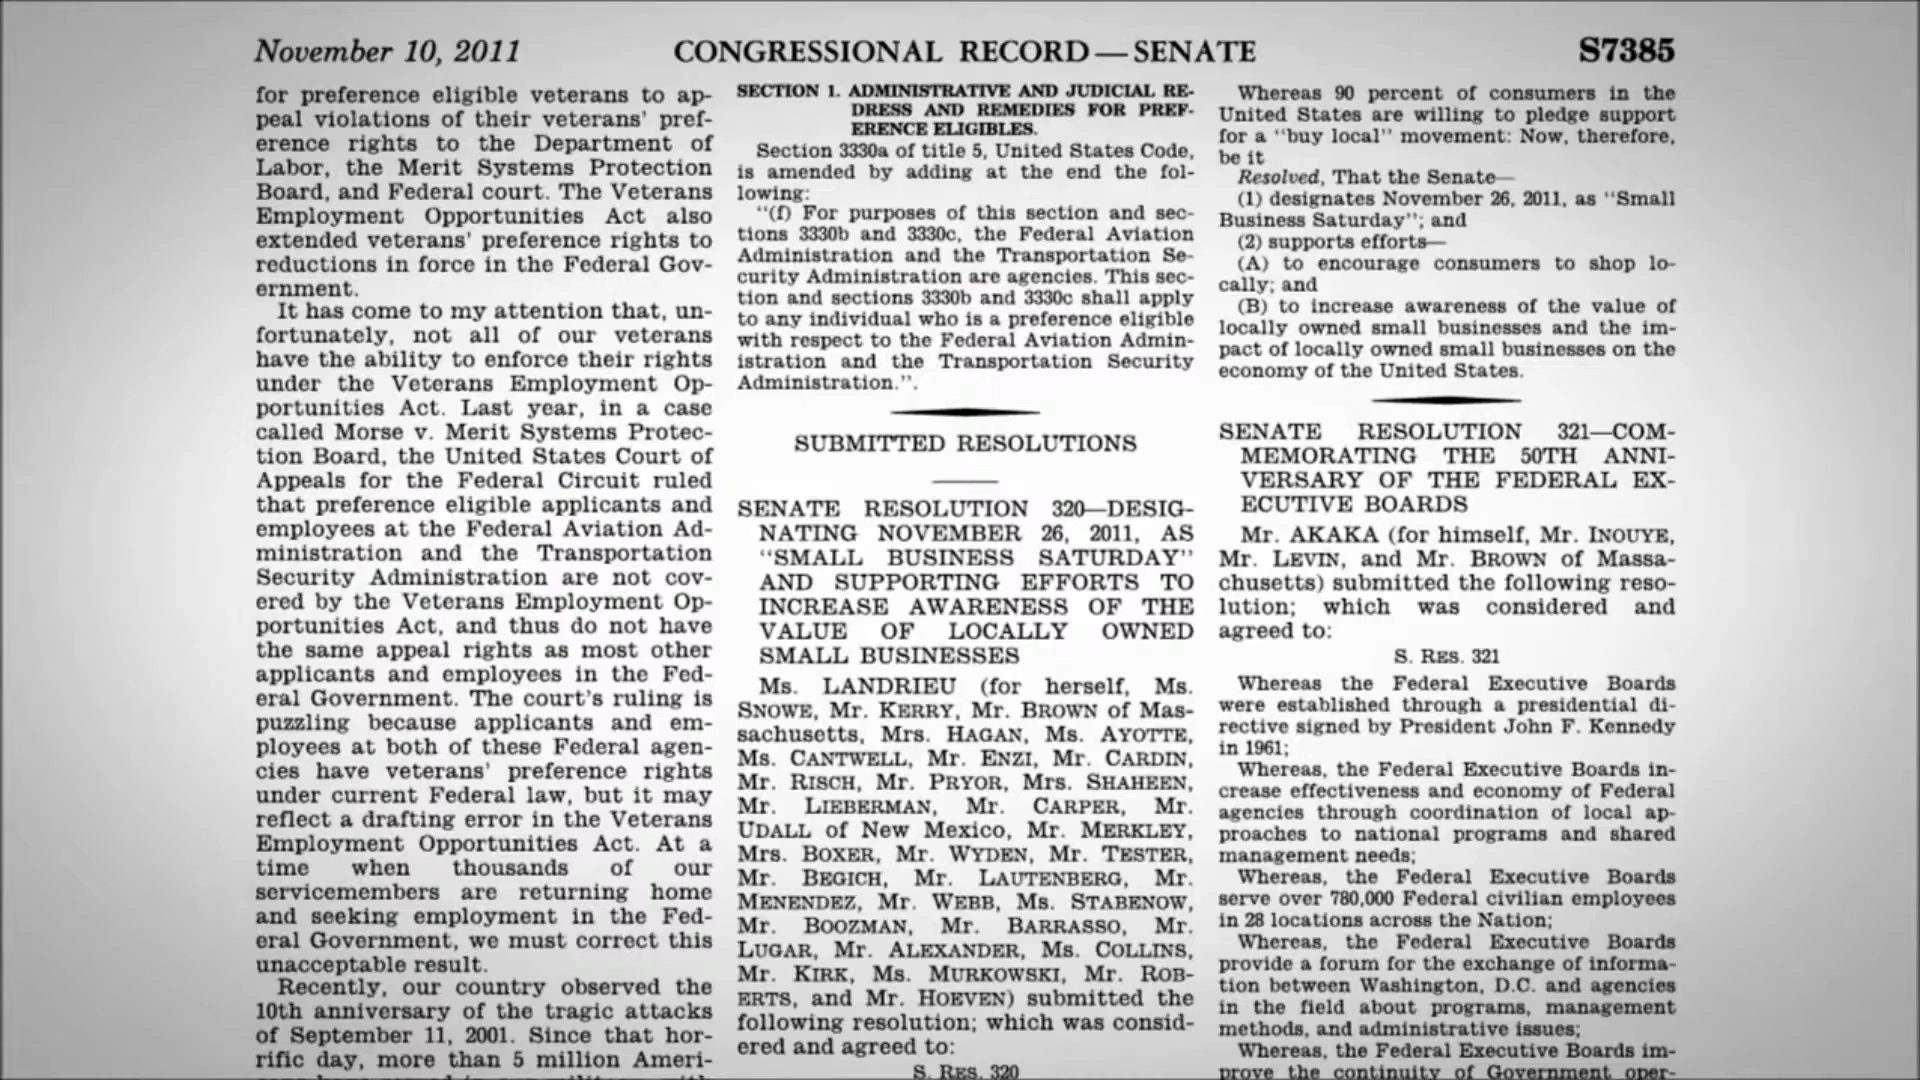 November 10, 2011 CONGRESSIONAL RECORD — SENATE S7385
for preference eligible veterans to ap-
peal violations of their veterans' pref-
erence rights to the Department of
Labor, the Merit Systems Protection
Board, and Federal court. The Veterans
Employment Opportunities Act also
extended veterans' preference rights to
reductions in force in the Federal Gov-
ernment.
It has come to my attention that, un-
fortunately, not all of our veterans
have the ability to enforce their rights
under the Veterans Employment Op-
portunities Act. Last year, in a case
called Morse v. Merit Systems Protec-
tion Board, the United States Court of
Appeals for the Federal Circuit ruled
that preference eligible applicants and
employees at the Federal Aviation Ad-
ministration and the Transportation
Security Administration are not cov-
ered by the Veterans Employment Op-
portunities Act, and thus do not have
the same appeal rights as most other
applicants and employees in the Fed-
eral Government. The court's ruling is
puzzling because applicants and em-
ployees at both of these Federal agen-
cies have veterans' preference rights
under current Federal law, but it may
reflect a drafting error in the Veterans
Employment Opportunities Act. At a
time when thousands of our
servicemembers are returning home
and seeking employment in the Fed-
eral Government, we must correct this
unacceptable result.
Recently, our country observed the
10th anniversary of the tragic attacks
of September 11, 2001. Since that hor-
rific day, more than 5 million Ameri-
SECTION 1. ADMINISTRATIVE AND JUDICIAL RE-
DRESS AND REMEDIES FOR PREF-
ERENCE ELIGIBLES.
Section 3330a of title 5, United States Code,
is amended by adding at the end the fol-
lowing:
"(f) For purposes of this section and sec-
tions 3330b and 3330c, the Federal Aviation
Administration and the Transportation Se-
curity Administration are agencies. This sec-
tion and sections 3330b and 3330c shall apply
to any individual who is a preference eligible
with respect to the Federal Aviation Admin-
istration and the Transportation Security
Administration.".
SUBMITTED RESOLUTIONS
SENATE RESOLUTION 320—DESIG-
NATING NOVEMBER 26, 2011, AS
"SMALL BUSINESS SATURDAY"
AND SUPPORTING EFFORTS TO
INCREASE AWARENESS OF THE
VALUE OF LOCALLY OWNED
SMALL BUSINESSES
Ms. LANDRIEU (for herself, Ms.
SNOWE, Mr. KERRY, Mr. BROWN of Mas-
sachusetts, Mrs. HAGAN, Ms. AYOTTE,
Ms. CANTWELL, Mr. ENZI, Mr. CARDIN,
Mr. RISCH, Mr. PRYOR, Mrs. SHAHEEN,
Mr. LIEBERMAN, Mr. CARPER, Mr.
UDALL of New Mexico, Mr. MERKLEY,
Mrs. BOXER, Mr. WYDEN, Mr. TESTER,
Mr. BEGICH, Mr. LAUTENBERG, Mr.
MENENDEZ, Mr. WEBB, Ms. STABENOW,
Mr. BOOZMAN, Mr. BARRASSO, Mr.
LUGAR, Mr. ALEXANDER, Ms. COLLINS,
Mr. KIRK, Ms. MURKOWSKI, Mr. ROB-
ERTS, and Mr. HOEVEN) submitted the
following resolution; which was consid-
ered and agreed to:
S. RES. 320
Whereas 90 percent of consumers in the
United States are willing to pledge support
for a "buy local" movement: Now, therefore,
be it
Resolved, That the Senate—
(1) designates November 26, 2011, as "Small
Business Saturday"; and
(2) supports efforts—
(A) to encourage consumers to shop lo-
cally; and
(B) to increase awareness of the value of
locally owned small businesses and the im-
pact of locally owned small businesses on the
economy of the United States.
SENATE RESOLUTION 321—COM-
MEMORATING THE 50TH ANNI-
VERSARY OF THE FEDERAL EX-
ECUTIVE BOARDS
Mr. AKAKA (for himself, Mr. INOUYE,
Mr. LEVIN, and Mr. BROWN of Massa-
chusetts) submitted the following reso-
lution; which was considered and
agreed to:
S. RES. 321
Whereas the Federal Executive Boards
were established through a presidential di-
rective signed by President John F. Kennedy
in 1961;
Whereas, the Federal Executive Boards in-
crease effectiveness and economy of Federal
agencies through coordination of local ap-
proaches to national programs and shared
management needs;
Whereas, the Federal Executive Boards
serve over 780,000 Federal civilian employees
in 28 locations across the Nation;
Whereas, the Federal Executive Boards
provide a forum for the exchange of informa-
tion between Washington, D.C. and agencies
in the field about programs, management
methods, and administrative issues;
Whereas, the Federal Executive Boards im-
prove the continuity of Government oper-